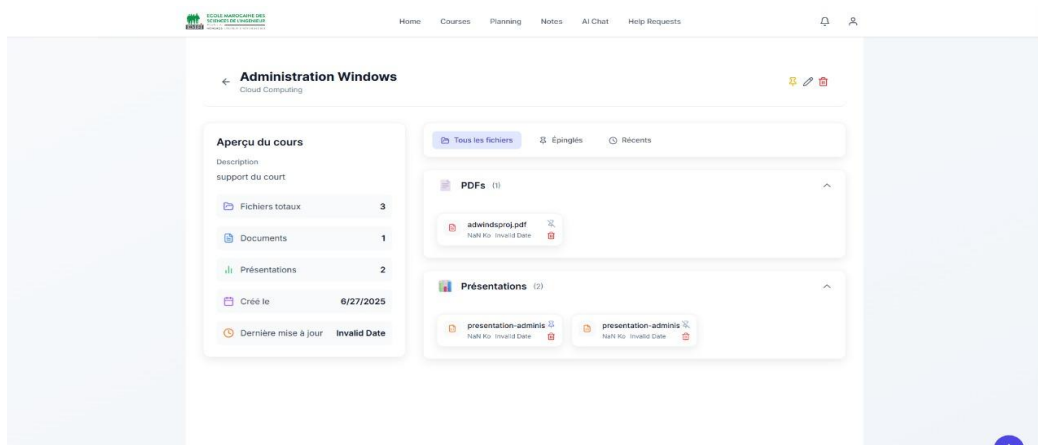 ECOLE MAROCAINE DES
SCIENCES DE L'INGENIEUR
Home Courses Planning Notes AI Chat Help Requests
Administration Windows
Cloud Computing
Aperçu du cours
Description
support du court
Fichiers totaux 3
Documents 1
Présentations 2
Créé le 6/27/2025
Dernière mise à jour Invalid Date
Tous les fichiers Épinglés Récents
PDFs (1)
adwindsproj.pdf
NaN Ko Invalid Date
Présentations (2)
presentation-adminis presentation-adminis
NaN Ko Invalid Date NaN Ko Invalid Date